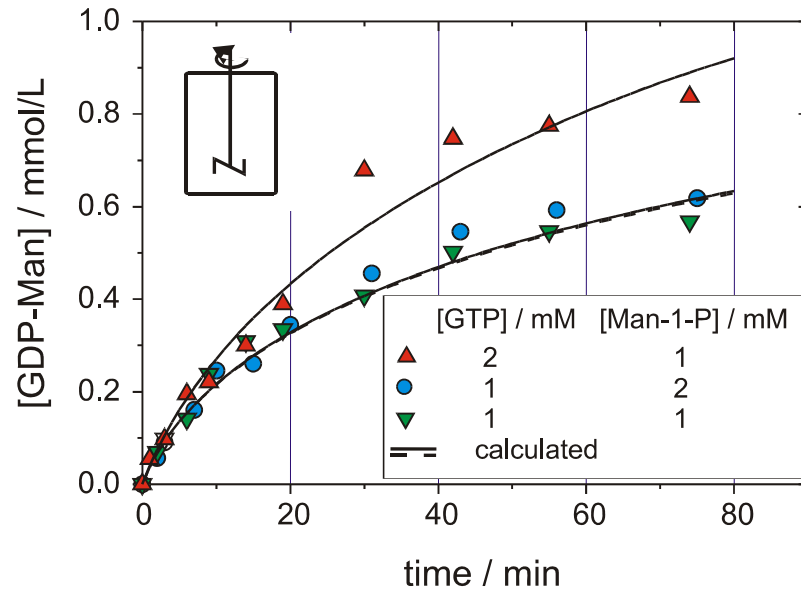 [GDP-Man] / mmol/L
1.0
0.8
0.6
0.4
0.2
0.0
Z
[GTP] / mM [Man-1-P] / mM
2 1
1 2
1 1
calculated
0 20 40 60 80
time / min